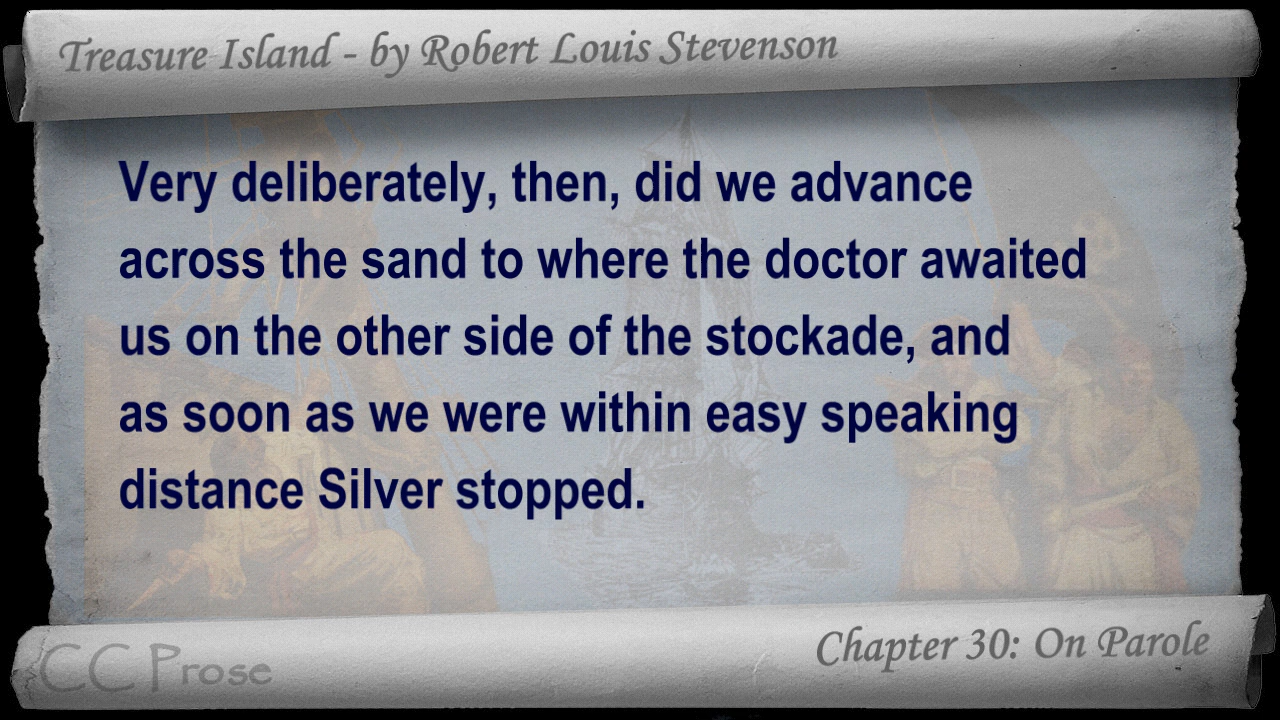 Treasure Island - by Robert Louis Stevenson
Very deliberately, then, did we advance
across the sand to where the doctor awaited
us on the other side of the stockade, and
as soon as we were within easy speaking
distance Silver stopped.
CC Prose
Chapter 30: On Parole